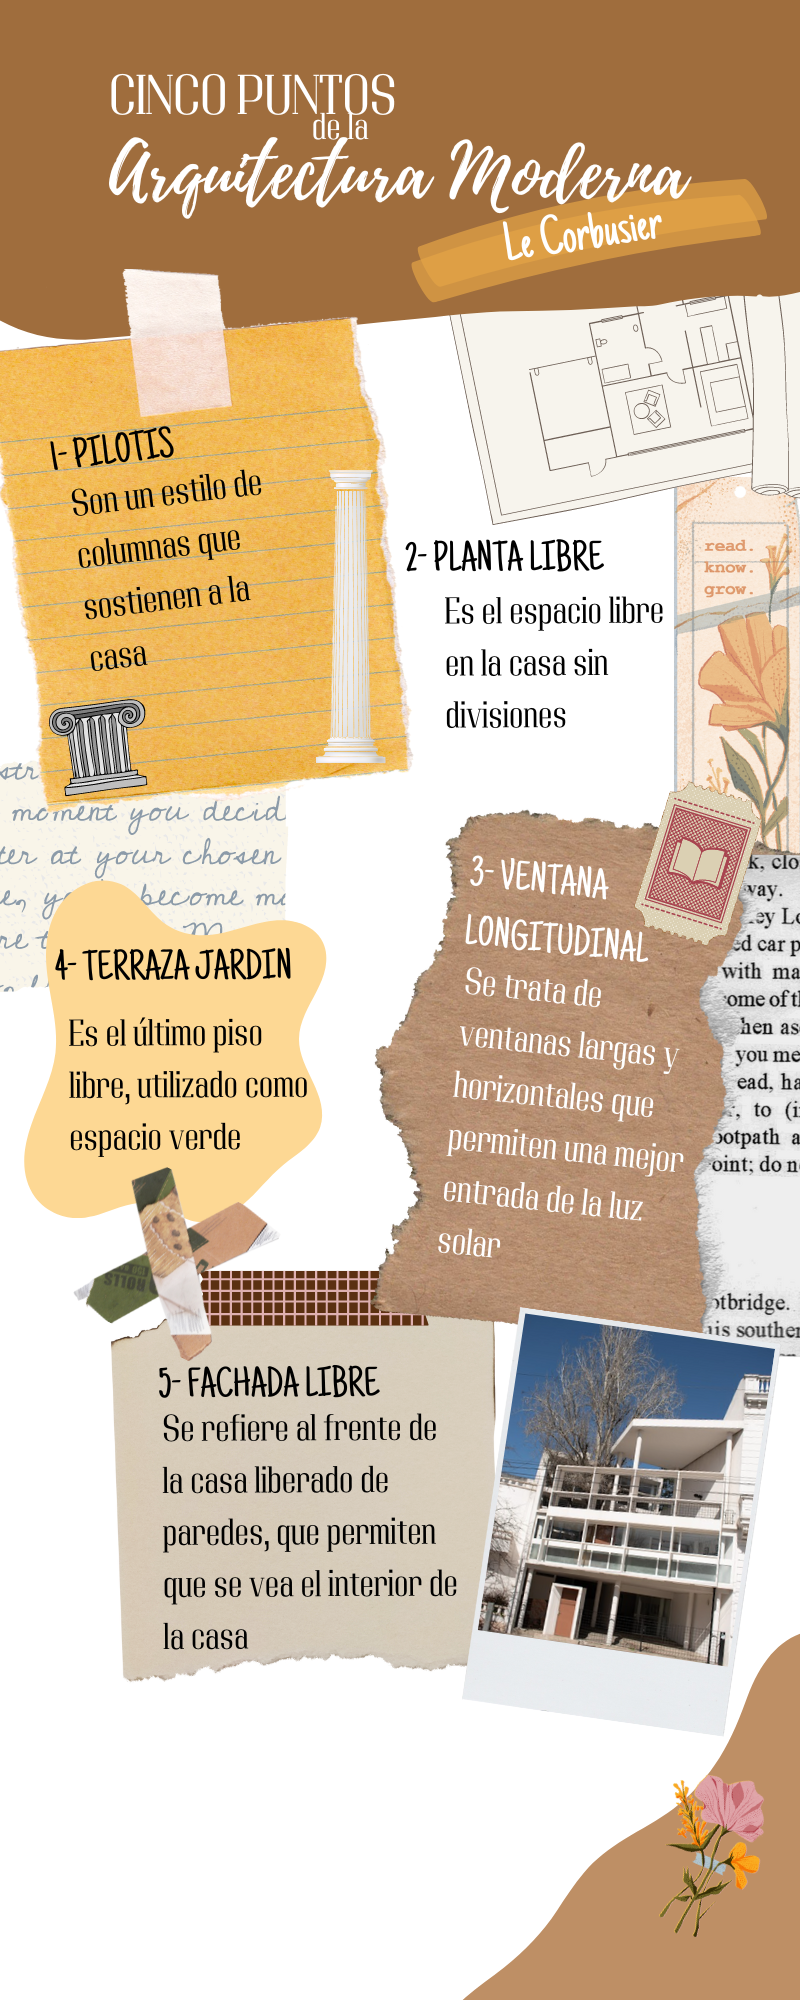 CINCO PUNTOS
de la
Arquitectura Moderna
Le Corbusier
1- PILOTIS
Son un estilo de
columnas que
sostienen a la
casa
2- PLANTA LIBRE
Es el espacio libre
en la casa sin
divisiones
read.
know.
grow.
moment you decid
ter at your chosen
become
3- VENTANA
LONGITUDINAL
Se trata de
ventanas largas y
horizontales que
permiten una mejor
entrada de la luz
solar
k, clo
way.
ey Lo
ed car p
with ma
ome of th
hen as
you me
ead, ha
, to (i
ootpath a
oint; do n
otbridge.
is souther
4- TERRAZA JARDIN
Es el último piso
libre, utilizado como
espacio verde
ROLLS
5- FACHADA LIBRE
Se refiere al frente de
la casa liberado de
paredes, que permiten
que se vea el interior de
la casa